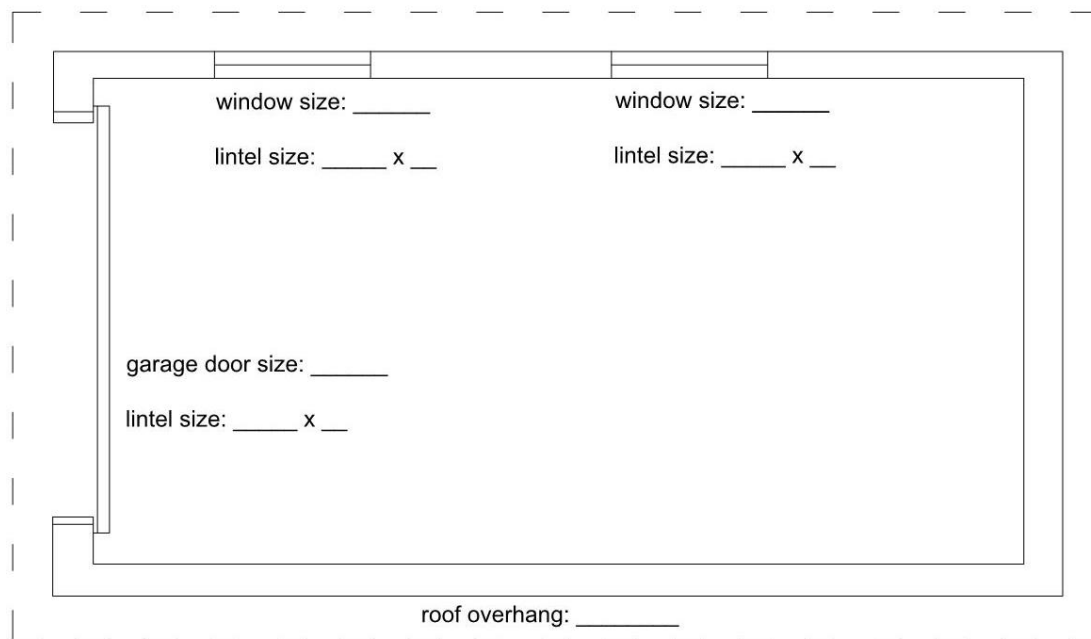 window size: ______
window size: ______
lintel size: _____ x __
lintel size: _____ x __
garage door size: ______
lintel size: _____ x __
roof overhang: ________